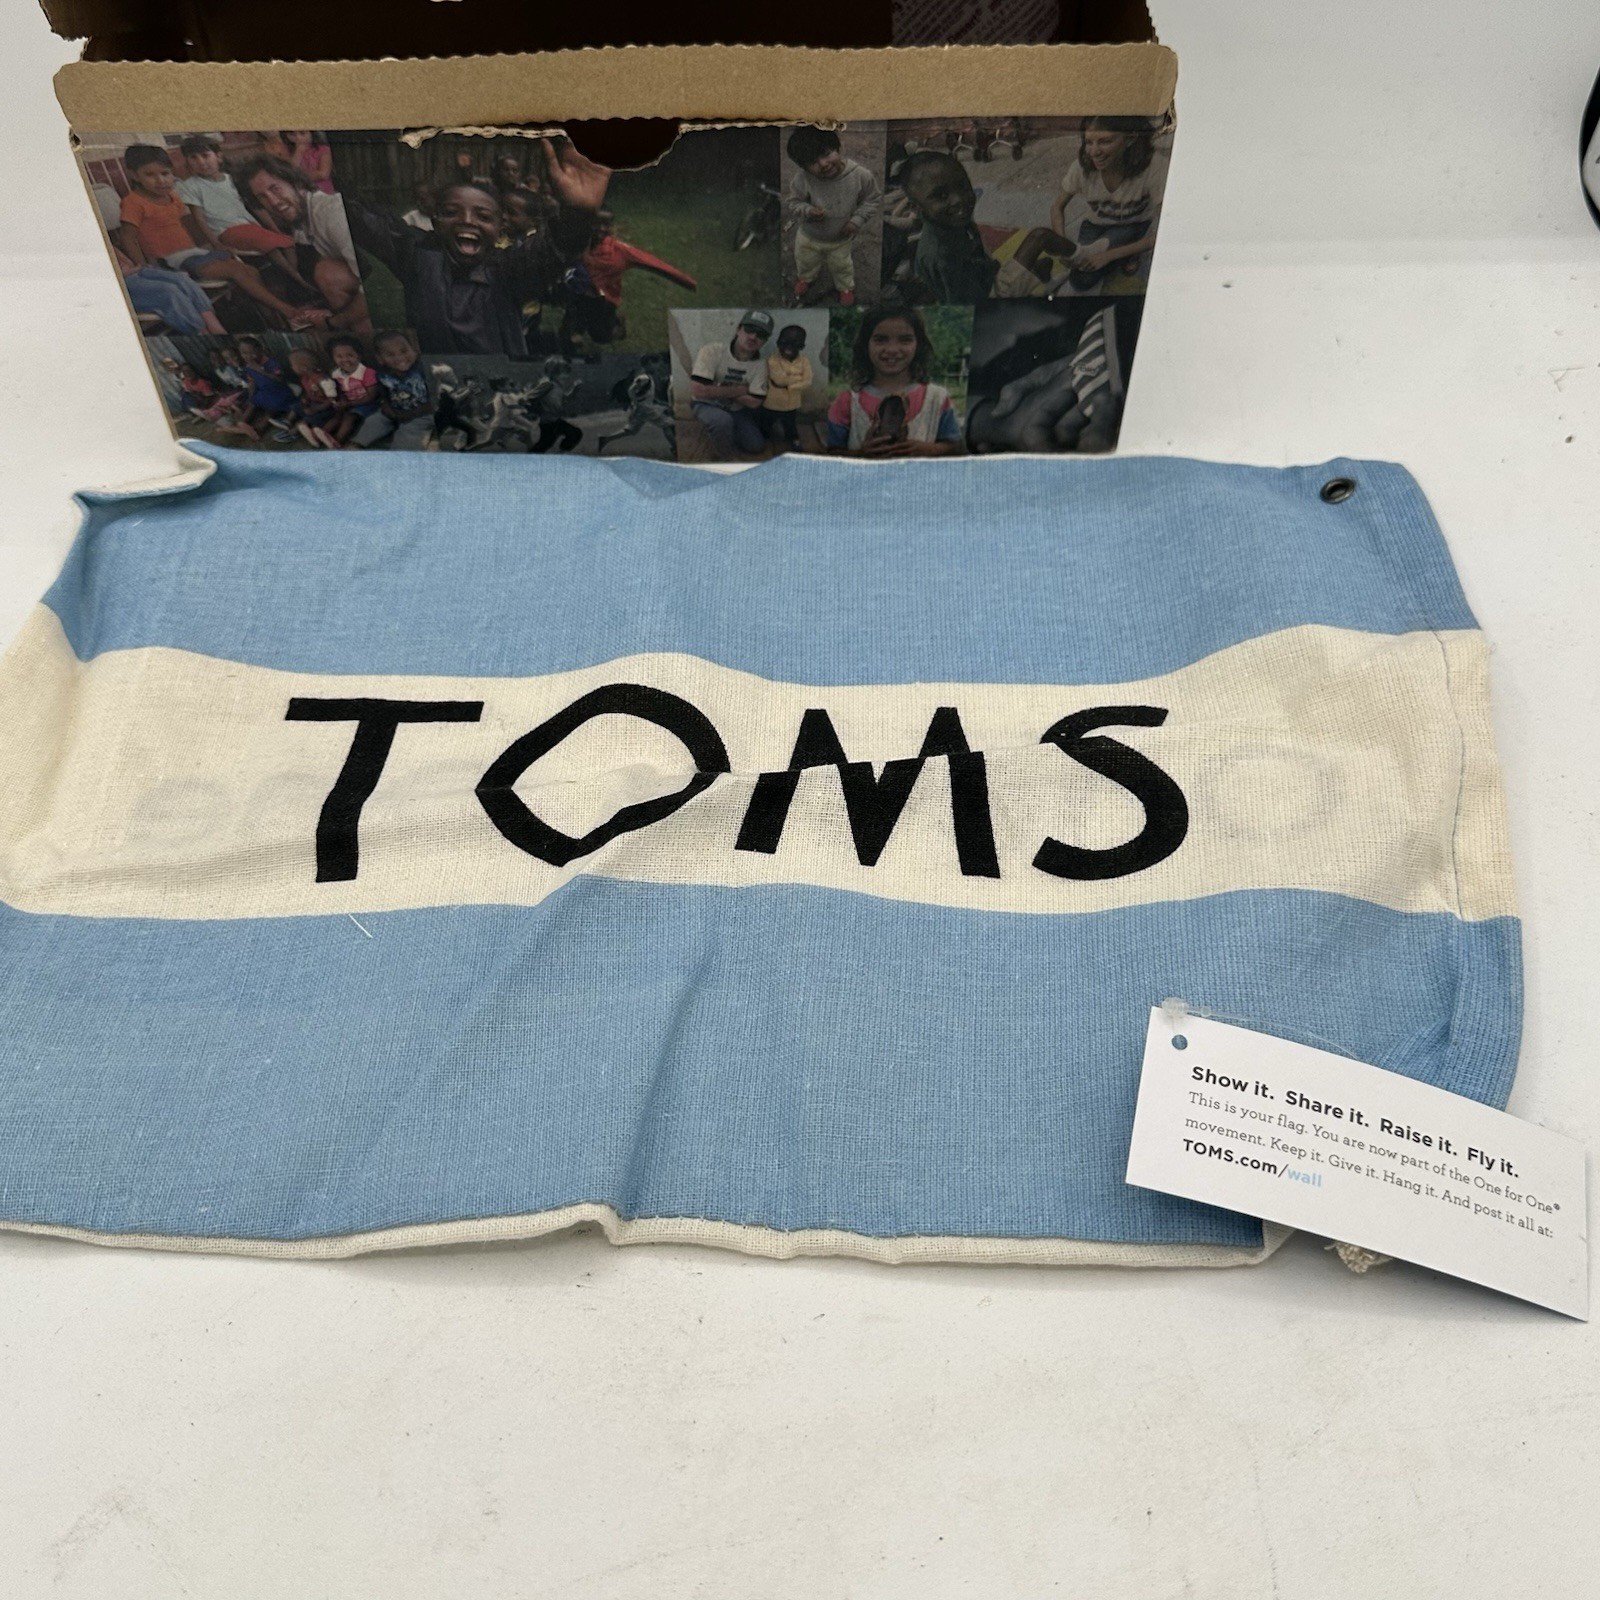 TOMS
Show it. Share it. Raise it. Fly it.
This is your flag. You are now part of the One for One®
movement. Keep it. Give it. Hang it. And post it all at:
TOMS.com/wall